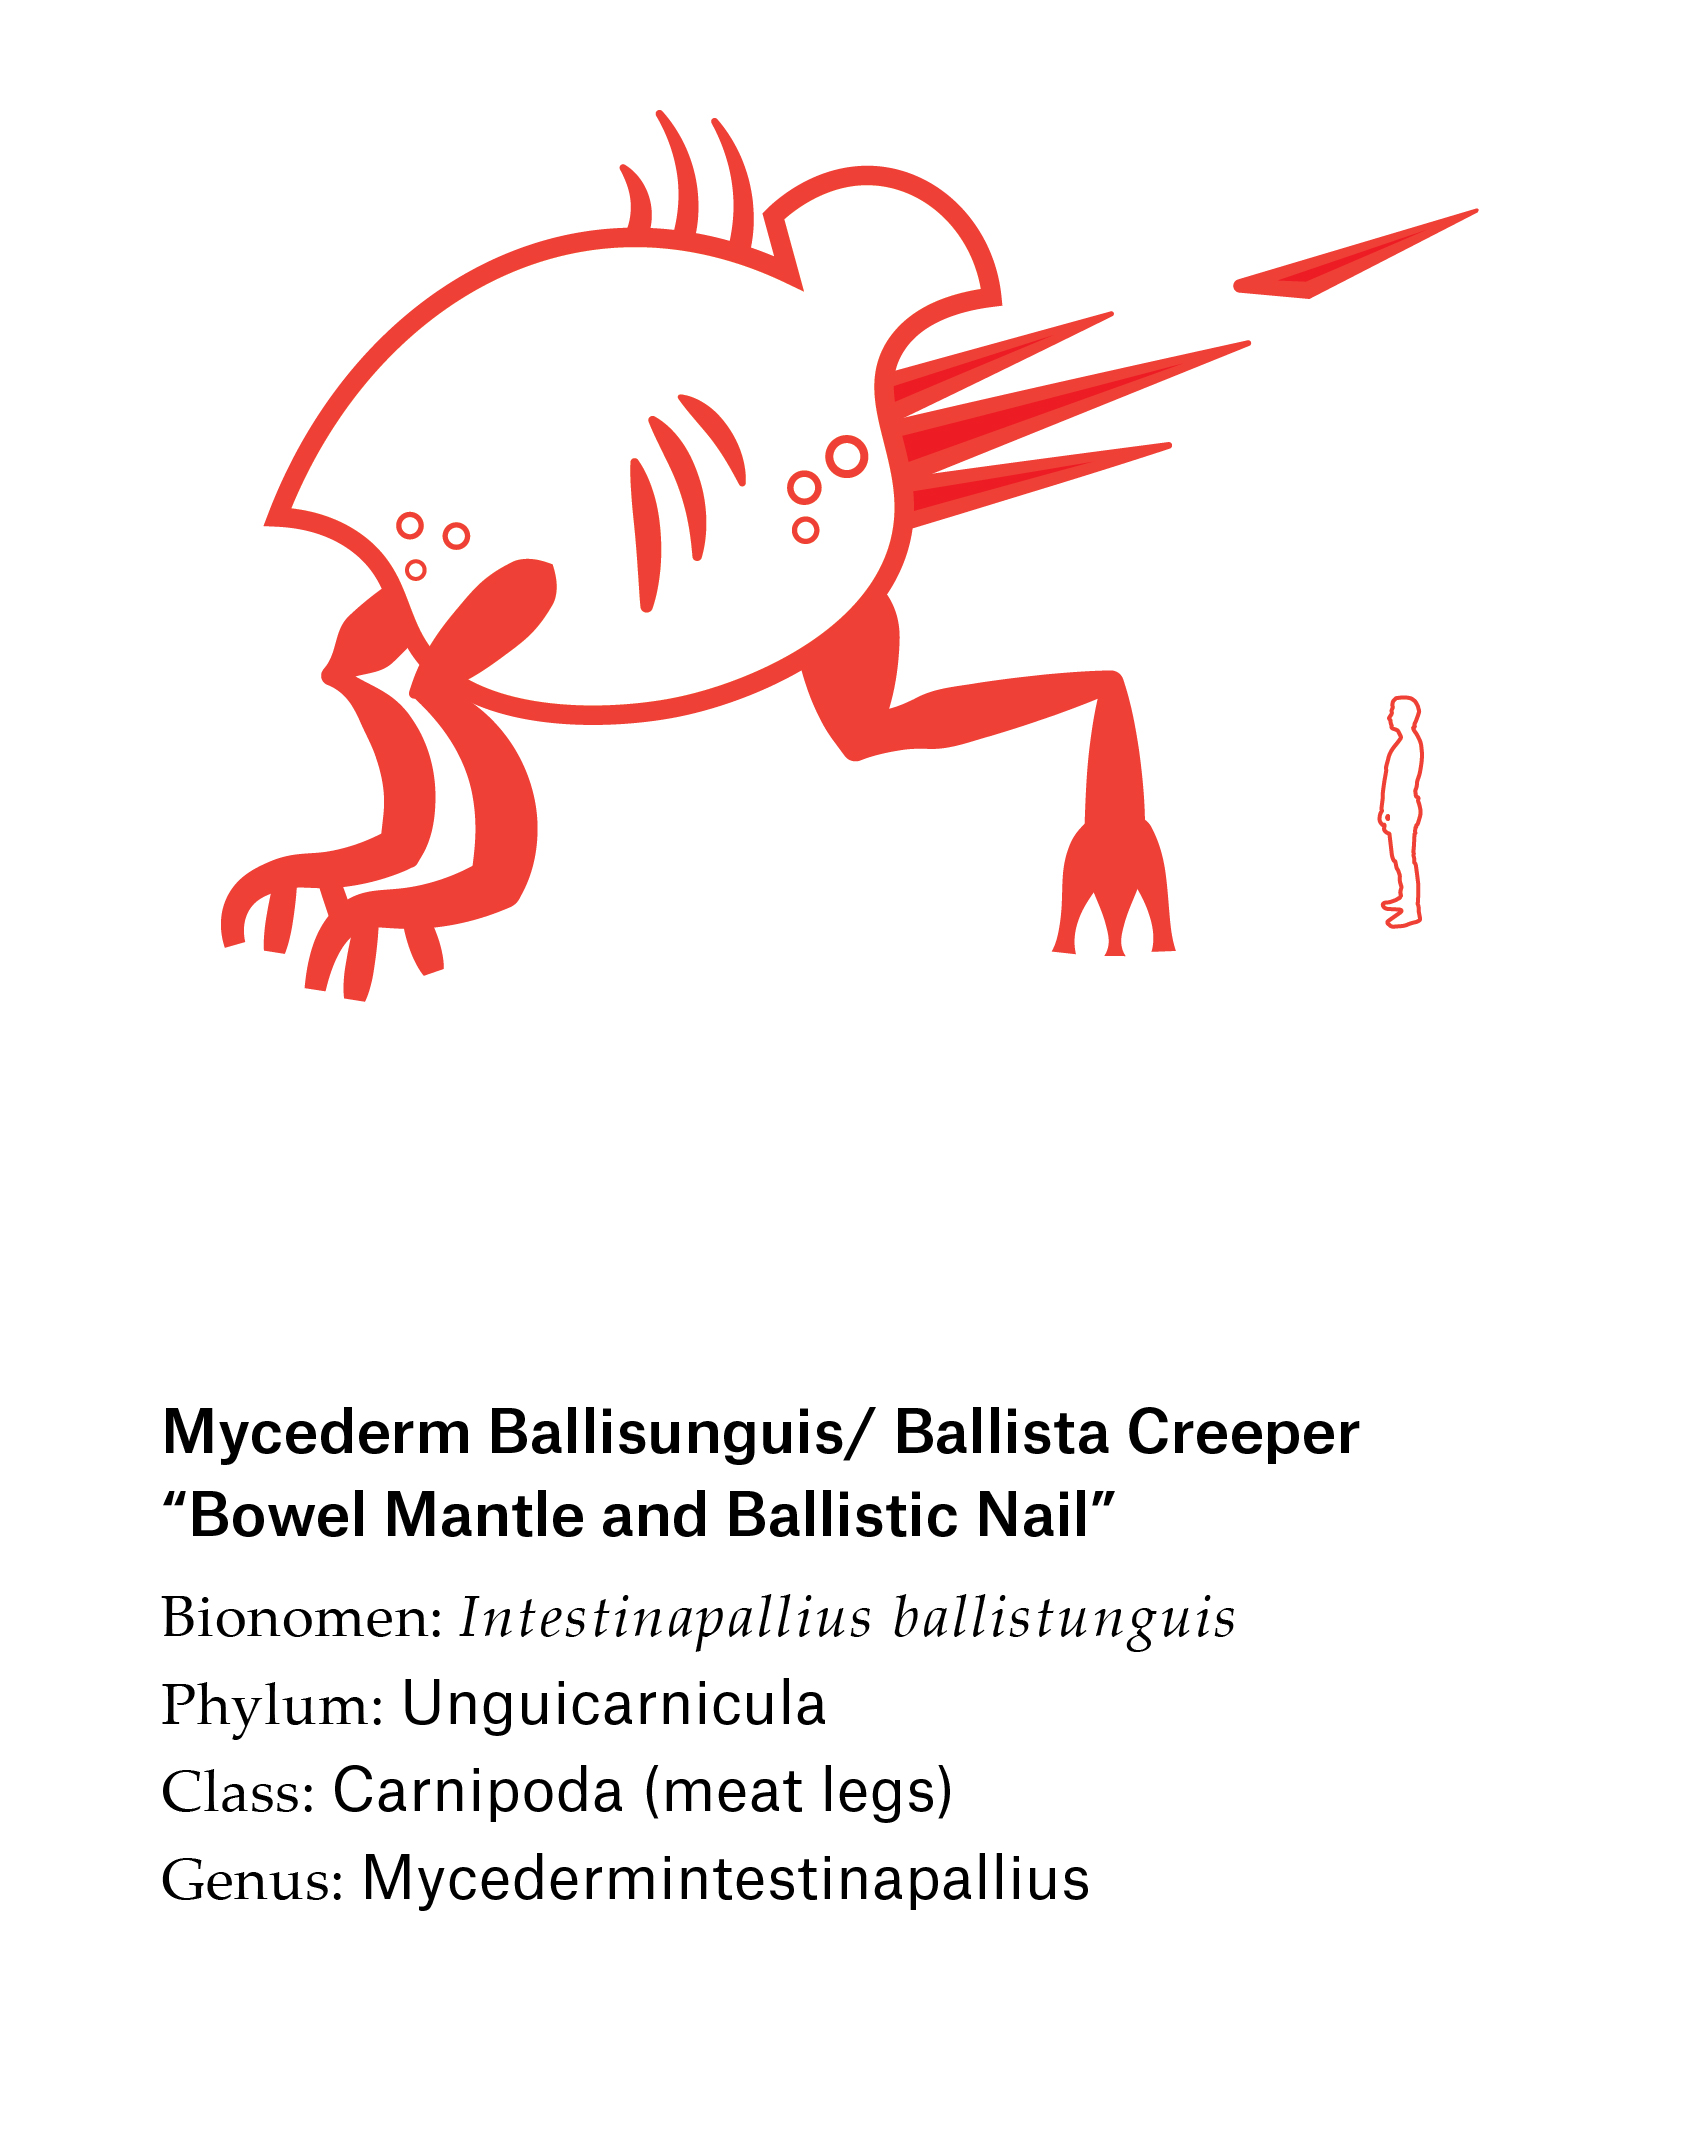 Mycederm Ballisunguis/ Ballista Creeper
“Bowel Mantle and Ballistic Nail”
Bionomen: Intestinapallius ballistunguis
Phylum: Unguicarnicula
Class: Carnipoda (meat legs)
Genus: Mycedermintestinapallius